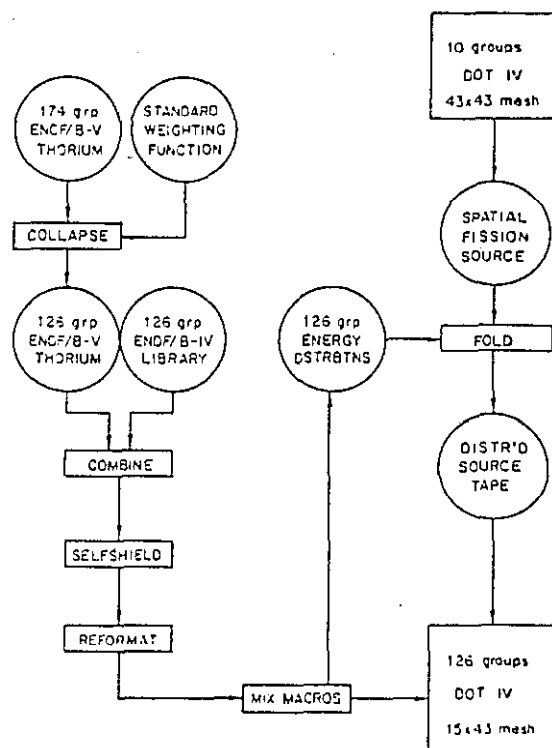 10 groups
DOT IV
43x43 mesh
174 grp
ENDF/B-V
THORIUM
STANDARD
WEIGHTING
FUNCTION
COLLAPSE
SPATIAL
FISSION
SOURCE
126 grp
ENDF/B-V
THORIUM
126 grp
ENDF/B-IV
LIBRARY
126 grp
ENERGY
DSTRBTNS
FOLD
COMBINE
DISTR'D
SOURCE
TAPE
SELFSHIELD
REFORMAT
MIX MACROS
126 groups
DOT IV
15x43 mesh